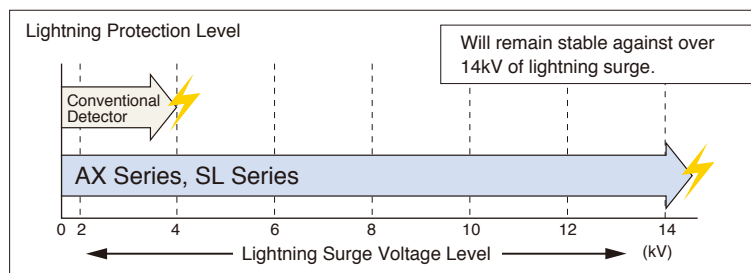 Lightning Protection Level
Will remain stable against over
14kV of lightning surge.
Conventional
Detector
AX Series, SL Series
0 2 4 6 8 10 12 14 (kV)
Lightning Surge Voltage Level